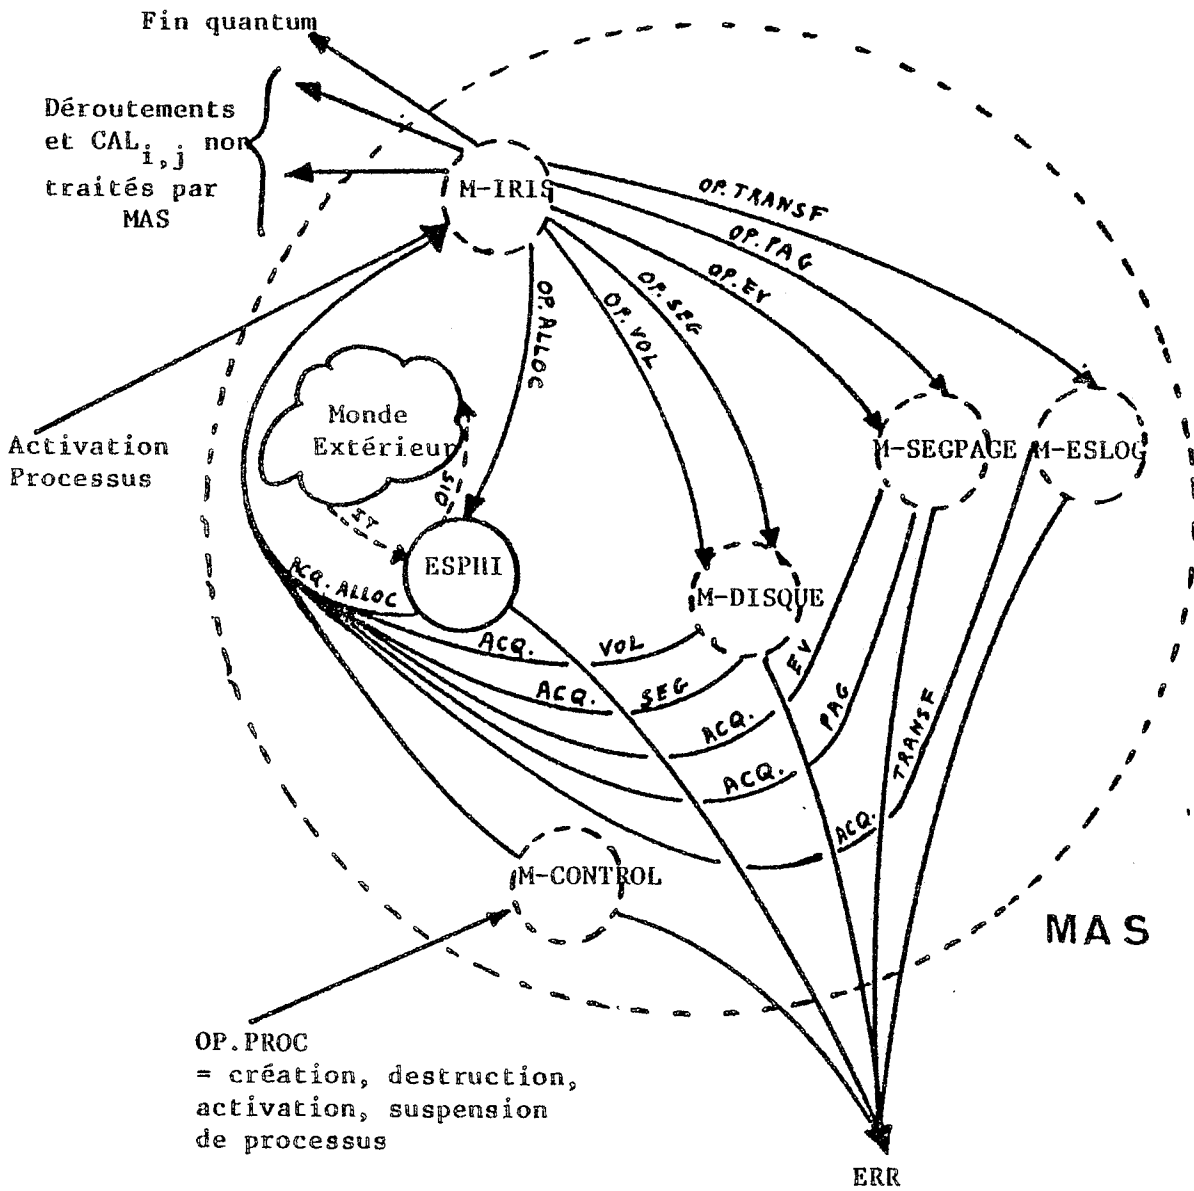 Fin quantum
Déroutements
et CAL i,j non
traités par
MAS
M-IRIS
OP.TRANSF
OP.PAG
OP.EV
OP.SEG
OP.VOL
OP.ALLOC
Monde
Extérieur
Activation
Processus
SIO
IT
M-SEGPAGE
M-ESLOG
ESPHI
M-DISQUE
ACQ.ALLOC
ACQ. VOL
ACQ. SEG
ACQ. EV
ACQ. PAG
ACQ. TRANSF
M-CONTROL
MAS
OP.PROC
= création, destruction,
activation, suspension
de processus
ERR